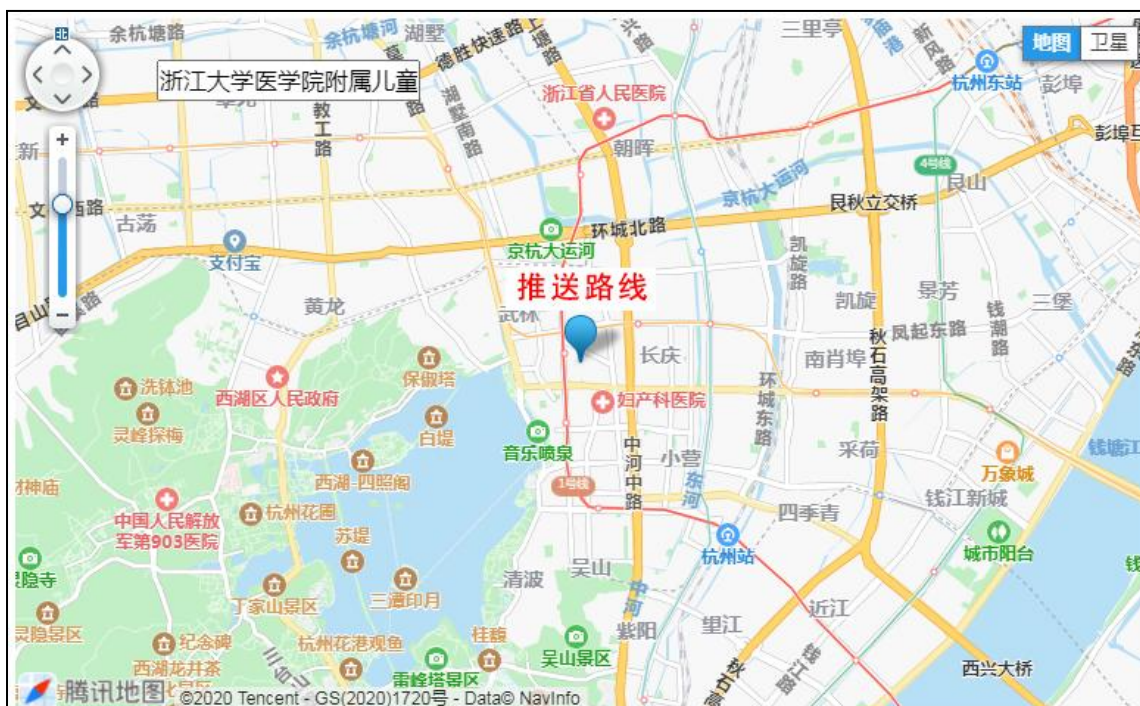 余杭塘路
余杭塘河
湖墅
德胜快速路
上塘路
三里亭
新风路
地图
卫星
北
浙江大学医学院附属儿童
教工路
湖墅南路
浙江省人民医院
朝晖
杭州东站
彭埠
彭埠
4号线
艮山
京杭大运河
艮秋立交桥
文
西路
古荡
支付宝
京杭大运河
环城北路
凯旋路
推送路线
黄龙
武林
凯旋
景芳
钱潮路
三堡
凤起东路
长庆
南肖埠
秋石高架路
保俶塔
洗钵池
西湖区人民政府
灵峰探梅
白堤
妇产科医院
环城东路
音乐喷泉
中河中路
小营
采荷
万象城
钱塘江
西湖-四照阁
东河
1号线
财神庙
中国人民解放
军第903医院
杭州花圃
苏堤
钱江新城
四季青
杭州站
城市阳台
灵隐寺
清波
吴山
中河
丁家山景区
三潭印月
近江
里江
紫阳
灵隐景区
纪念碑
杭州花港观鱼
柱馥
吴山景区
西湖龙井茶
雷峰塔景区
钱江路
西兴大桥
秋石高
腾讯地图
©2020 Tencent - GS(2020)1720号 - Data© NavInfo